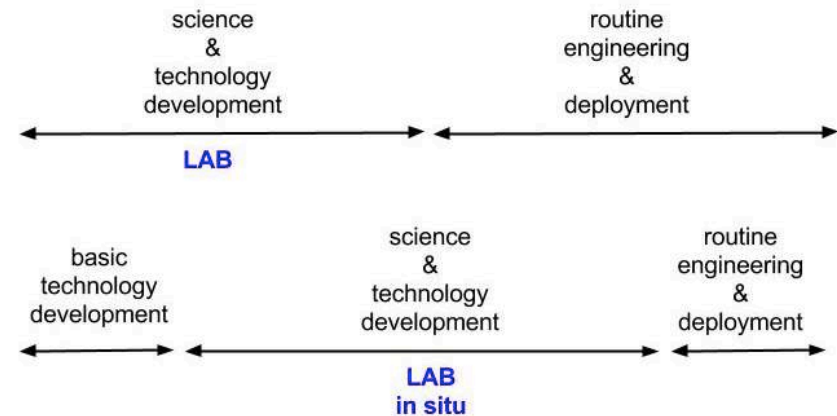 science
&
technology
development
routine
engineering
&
deployment
LAB
basic
technology
development
science
&
technology
development
routine
engineering
&
deployment
LAB
in situ